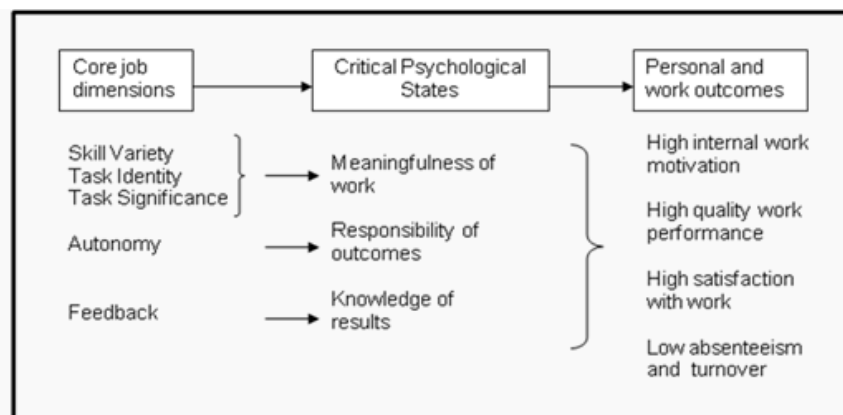 Core job
dimensions
Critical Psychological
States
Personal and
work outcomes
Skill Variety
Task Identity
Task Significance
Meaningfulness of
work
Autonomy
Responsibility of
outcomes
Feedback
Knowledge of
results
High internal work
motivation
High quality work
performance
High satisfaction
with work
Low absenteeism
and turnover